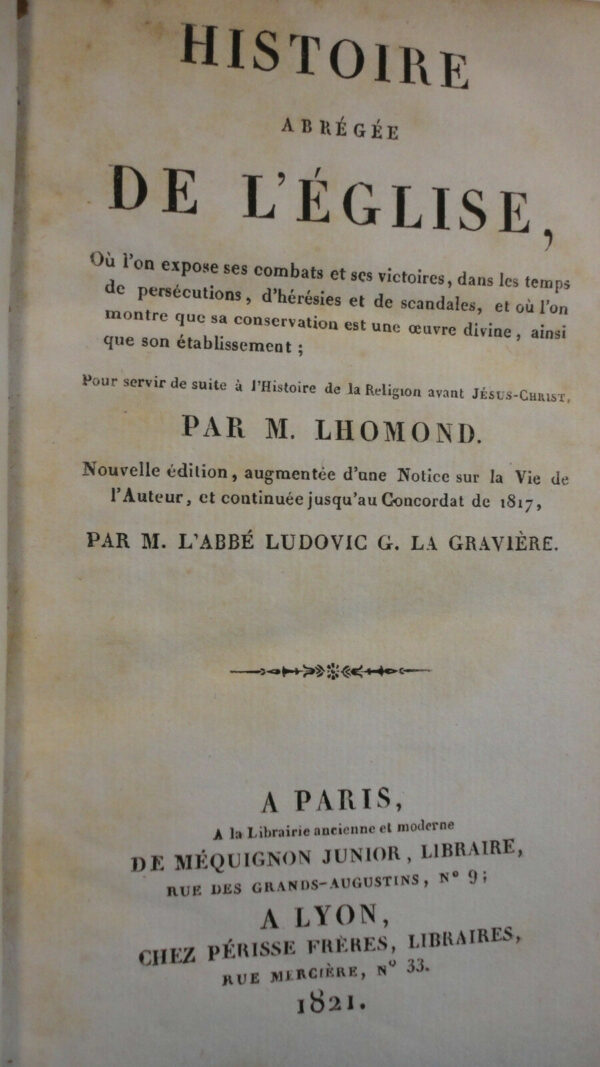 HISTOIRE
ABRÉGÉE
DE L'ÉGLISE,
Où l'on expose ses combats et ses victoires, dans les temps
de persécutions, d'hérésies et de scandales, et où l'on
montre que sa conservation est une œuvre divine, ainsi
que son établissement ;
Pour servir de suite à l'Histoire de la Religion avant JÉSUS-CHRIST,
PAR M. LHOMOND.
Nouvelle édition, augmentée d'une Notice sur la Vie de
l'Auteur, et continuée jusqu'au Concordat de 1817,
PAR M. L'ABBÉ LUDOVIC G. LA GRAVIÈRE.
A PARIS,
A la Librairie ancienne et moderne
DE MÉQUIGNON JUNIOR, LIBRAIRE,
RUE DES GRANDS-AUGUSTINS, Nº 9;
A LYON,
CHEZ PÉRISSE FRÈRES, LIBRAIRES,
RUE MERCIÈRE, Nº 33.
1821.